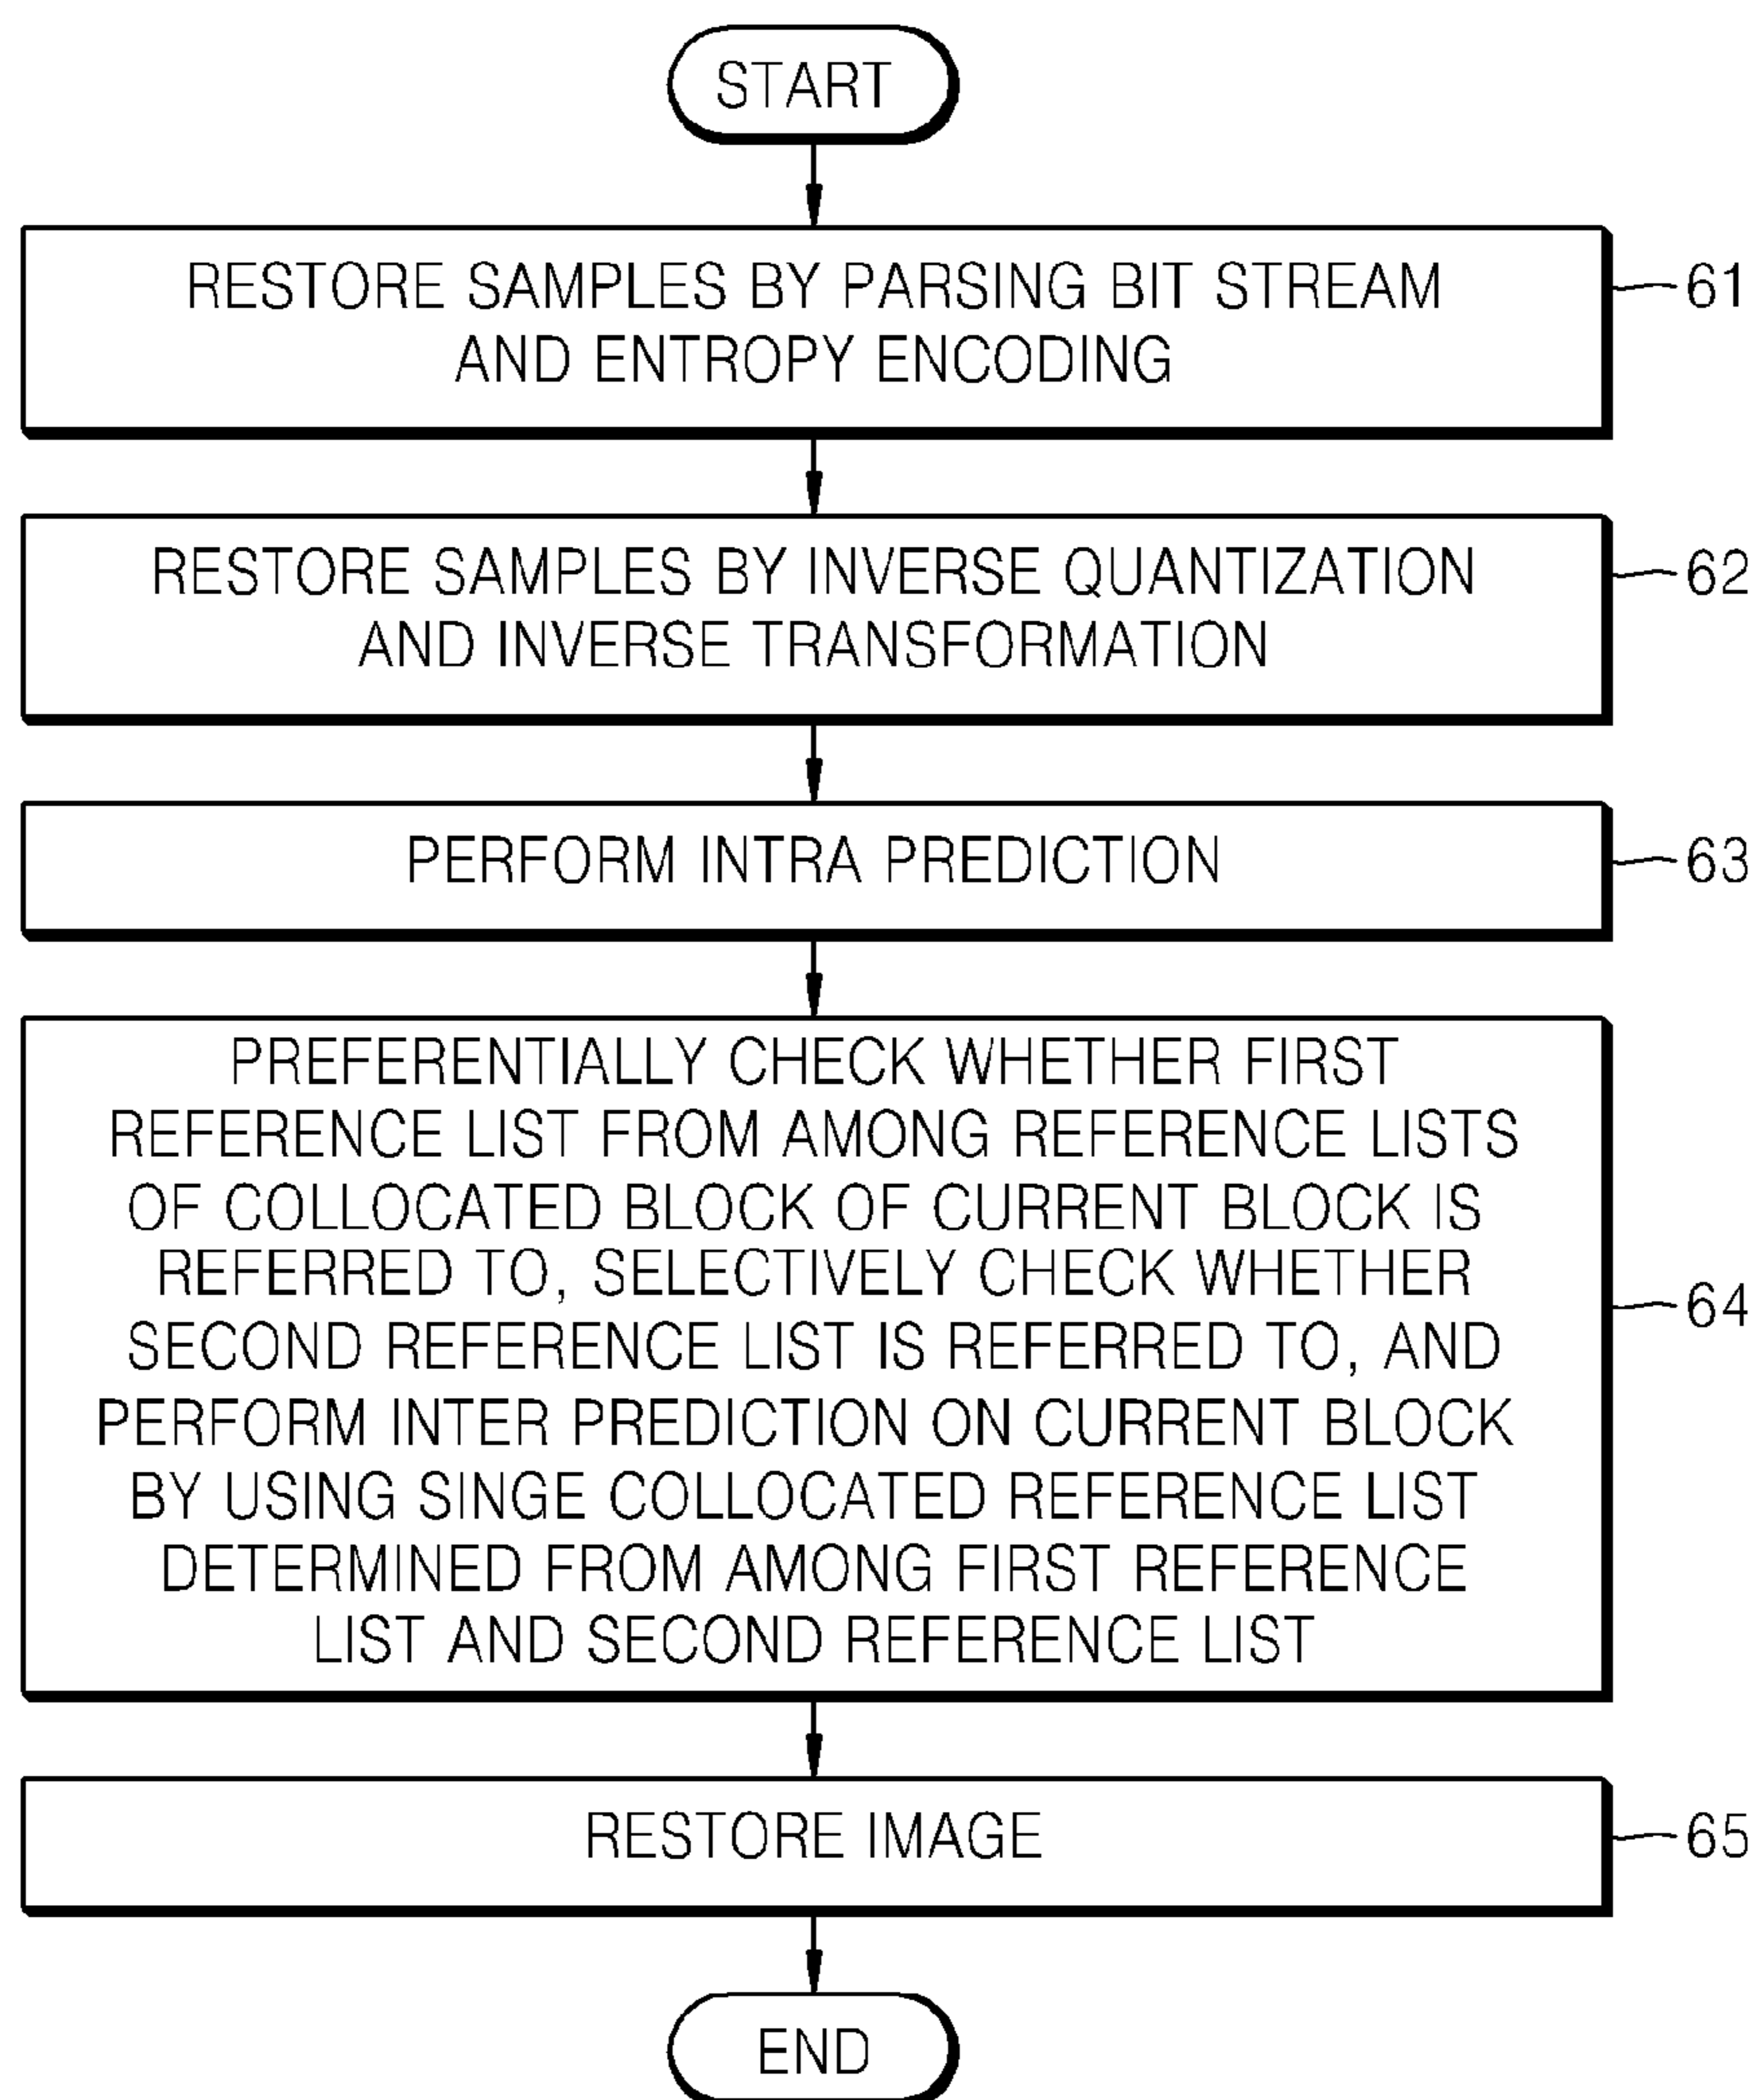 START
RESTORE SAMPLES BY PARSING BIT STREAM
AND ENTROPY ENCODING
61
RESTORE SAMPLES BY INVERSE QUANTIZATION
AND INVERSE TRANSFORMATION
62
PERFORM INTRA PREDICTION
63
PREFERENTIALLY CHECK WHETHER FIRST
REFERENCE LIST FROM AMONG REFERENCE LISTS
OF COLLOCATED BLOCK OF CURRENT BLOCK IS
REFERRED TO, SELECTIVELY CHECK WHETHER
SECOND REFERENCE LIST IS REFERRED TO, AND
PERFORM INTER PREDICTION ON CURRENT BLOCK
BY USING SINGE COLLOCATED REFERENCE LIST
DETERMINED FROM AMONG FIRST REFERENCE
LIST AND SECOND REFERENCE LIST
64
RESTORE IMAGE
65
END